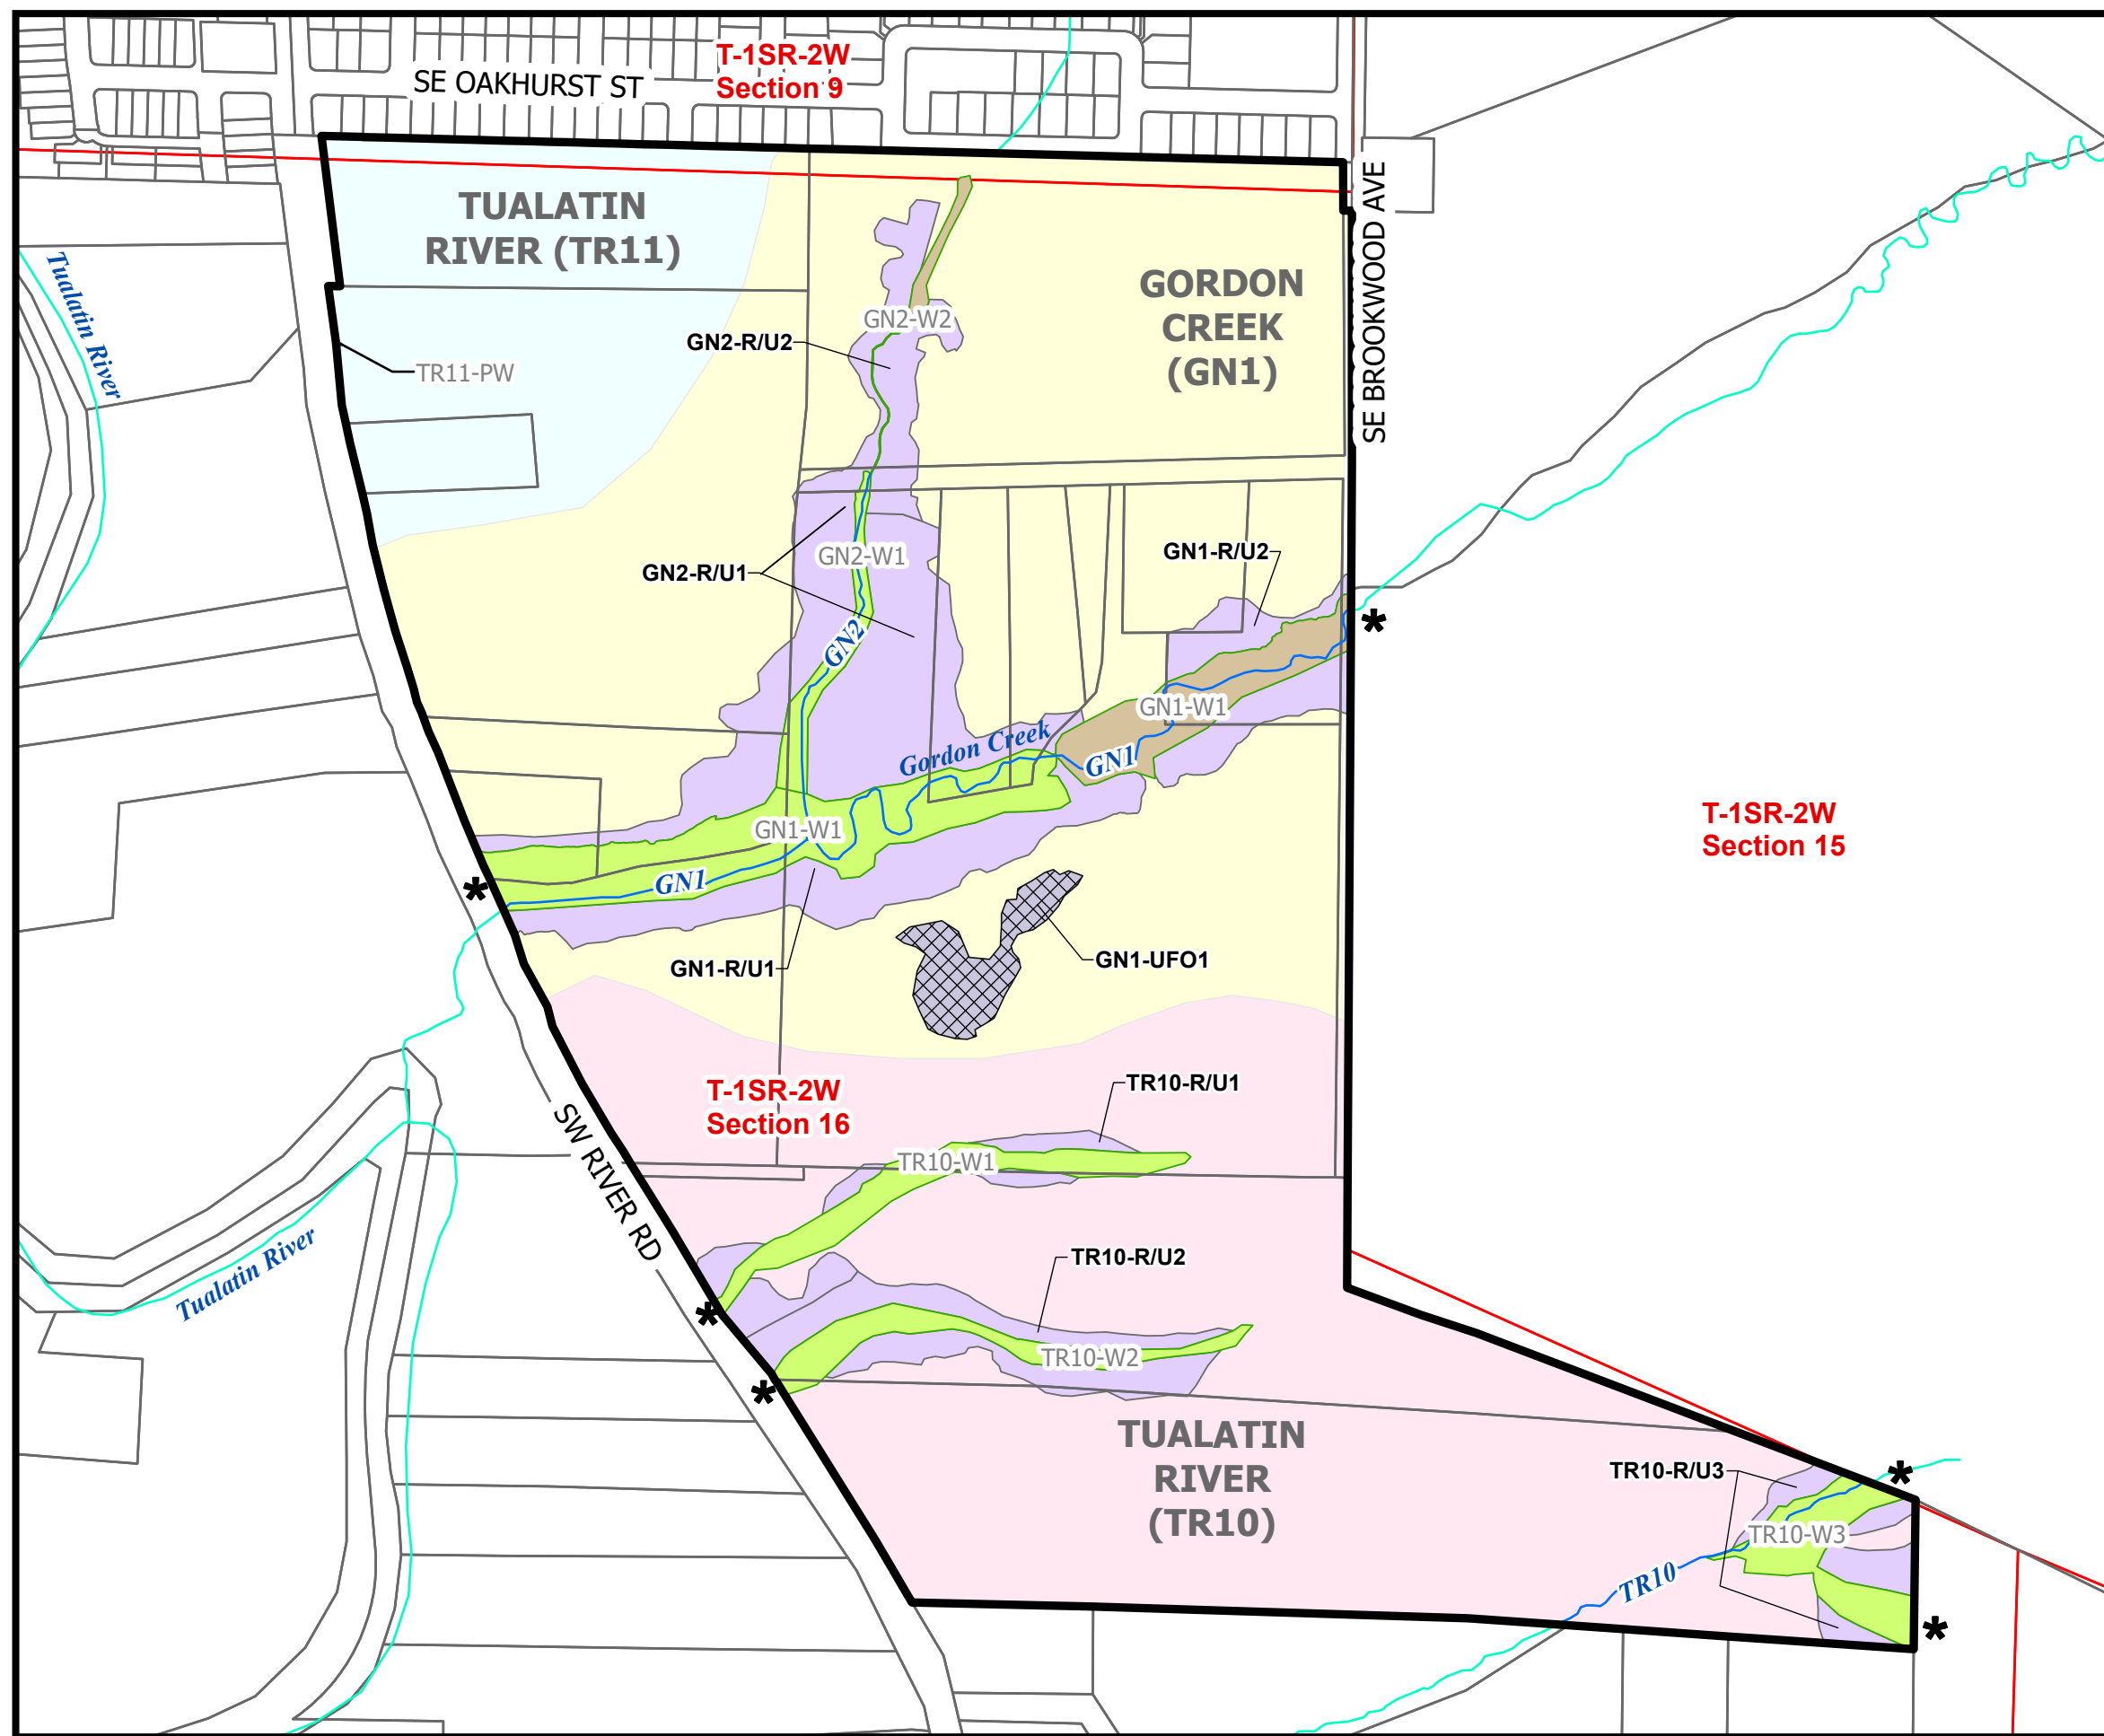 T-1SR-2W
Section 9
SE OAKHURST ST
TUALATIN
RIVER (TR11)
SE BROOKWOOD AVE
Tualatin River
GORDON
CREEK
(GN1)
GN2-W2
GN2-R/U2
TR11-PW
GN2-W1
GN1-R/U2
GN2-R/U1
GN2
GN1-W1
Gordon Creek
GN1
T-1SR-2W
Section 15
GN1-W1
GN1
*
*
GN1-R/U1
GN1-UFO1
T-1SR-2W
Section 16
TR10-R/U1
SW RIVER RD
TR10-W1
Tualatin River
TR10-R/U2
*
TR10-W2
*
TUALATIN
RIVER
(TR10)
TR10-R/U3
*
TR10-W3
TR10
*